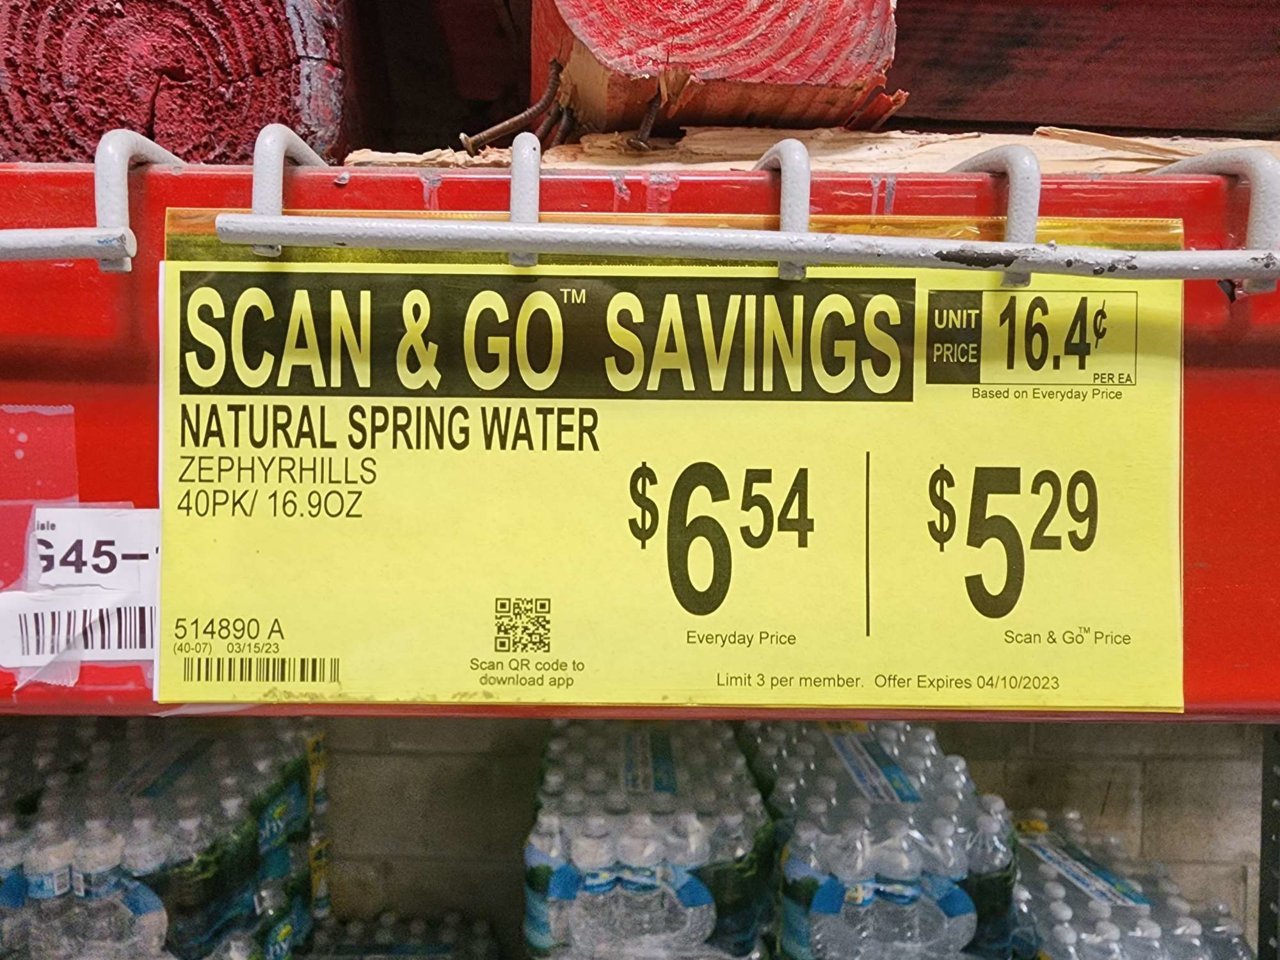 SCAN & GO™ SAVINGS
UNIT PRICE
16.4¢
PER EA
Based on Everyday Price
NATURAL SPRING WATER
ZEPHYRHILLS
40PK/ 16.9OZ
$6.54
Everyday Price
$5.29
Scan & Go™ Price
514890 A
(40-07) 03/15/23
Scan QR code to
download app
Limit 3 per member. Offer Expires 04/10/2023
G45-